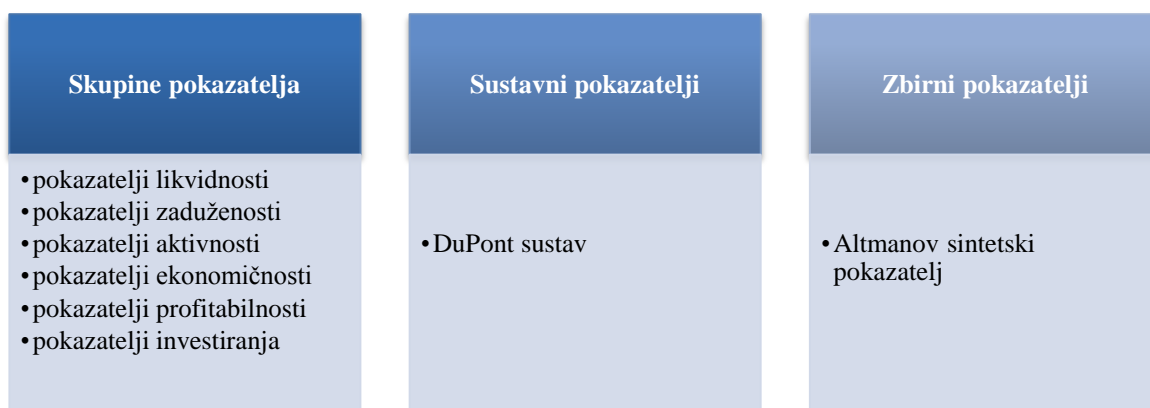 Skupine pokazatelja
•pokazatelji likvidnosti
•pokazatelji zaduženosti
•pokazatelji aktivnosti
•pokazatelji ekonomičnosti
•pokazatelji profitabilnosti
•pokazatelji investiranja
Sustavni pokazatelji
•DuPont sustav
Zbirni pokazatelji
•Altmanov sintetski
pokazatelj